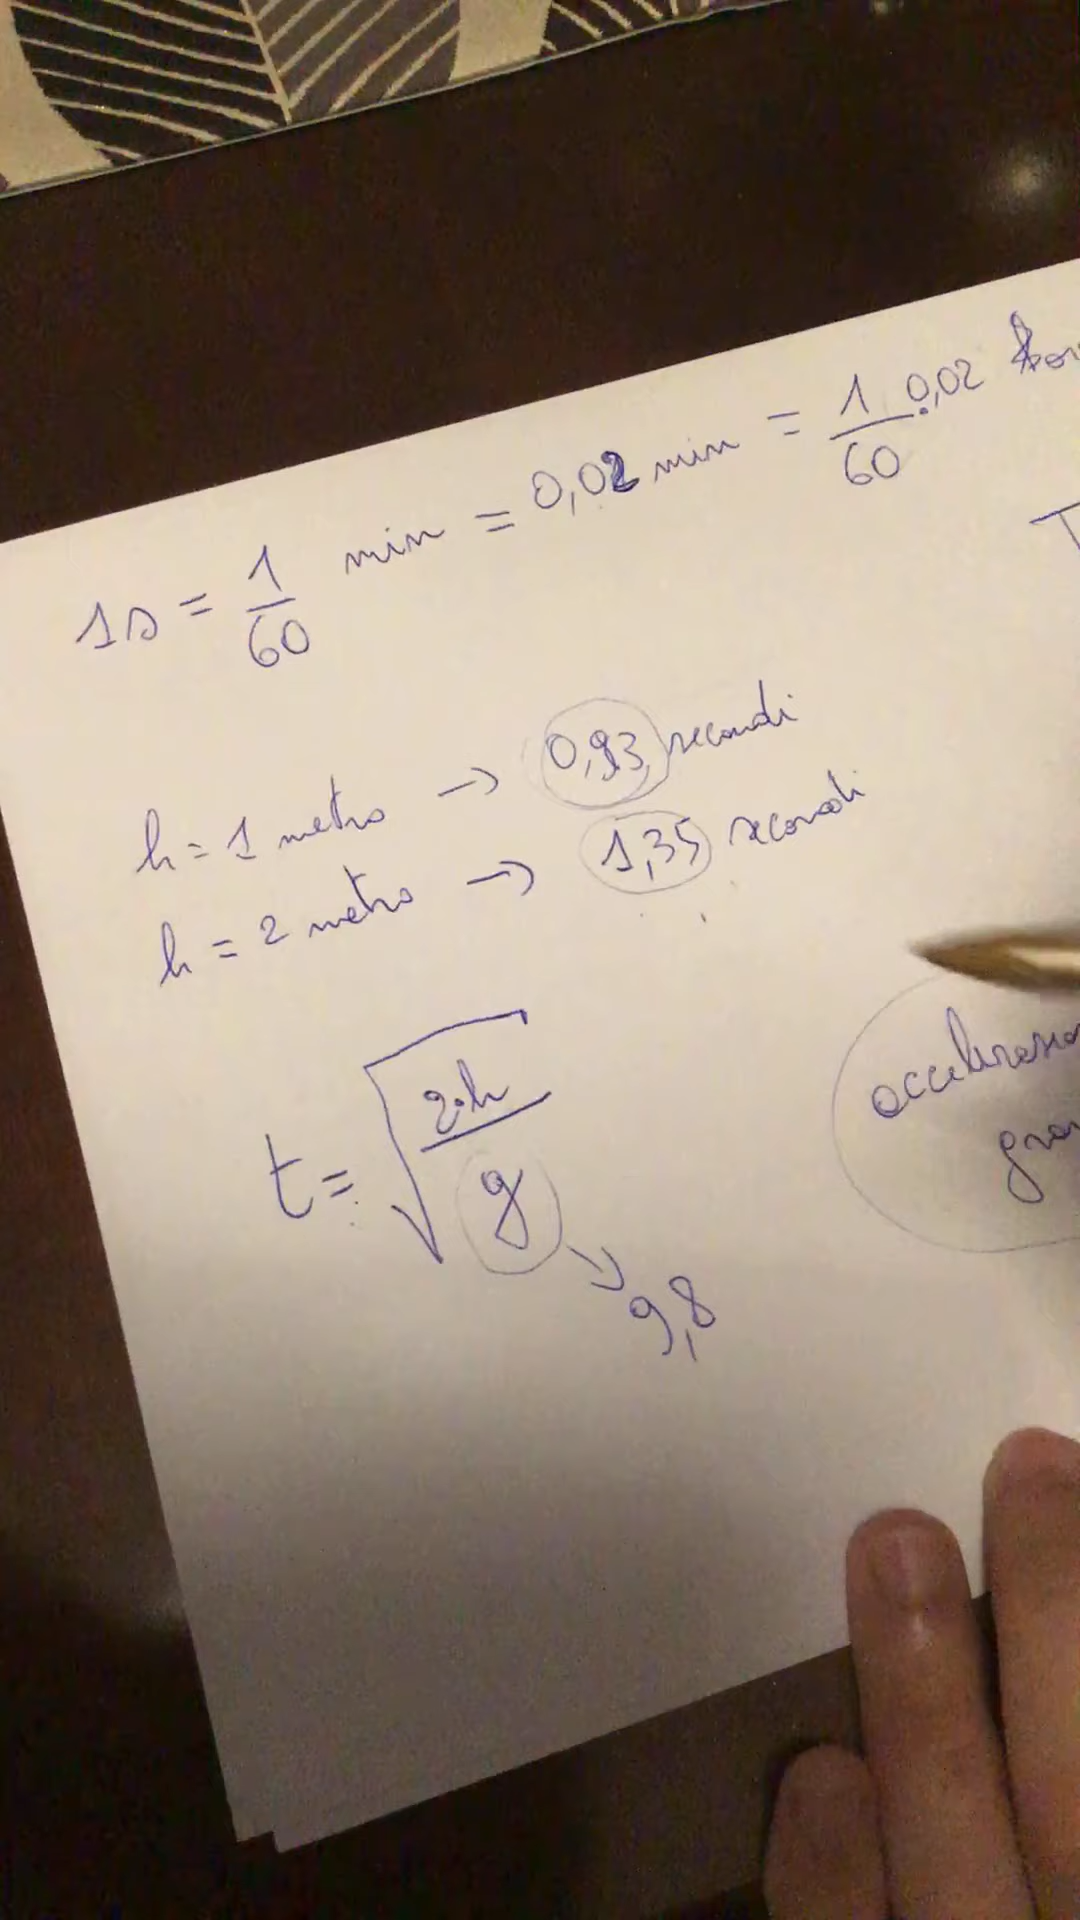 1s = 1/60 min = 0,02 min = 1/60 · 0,02
h = 1 metro → 0,93 secondi
h = 2 metro → 1,35 secondi
t = √(2·h/g)
9,8